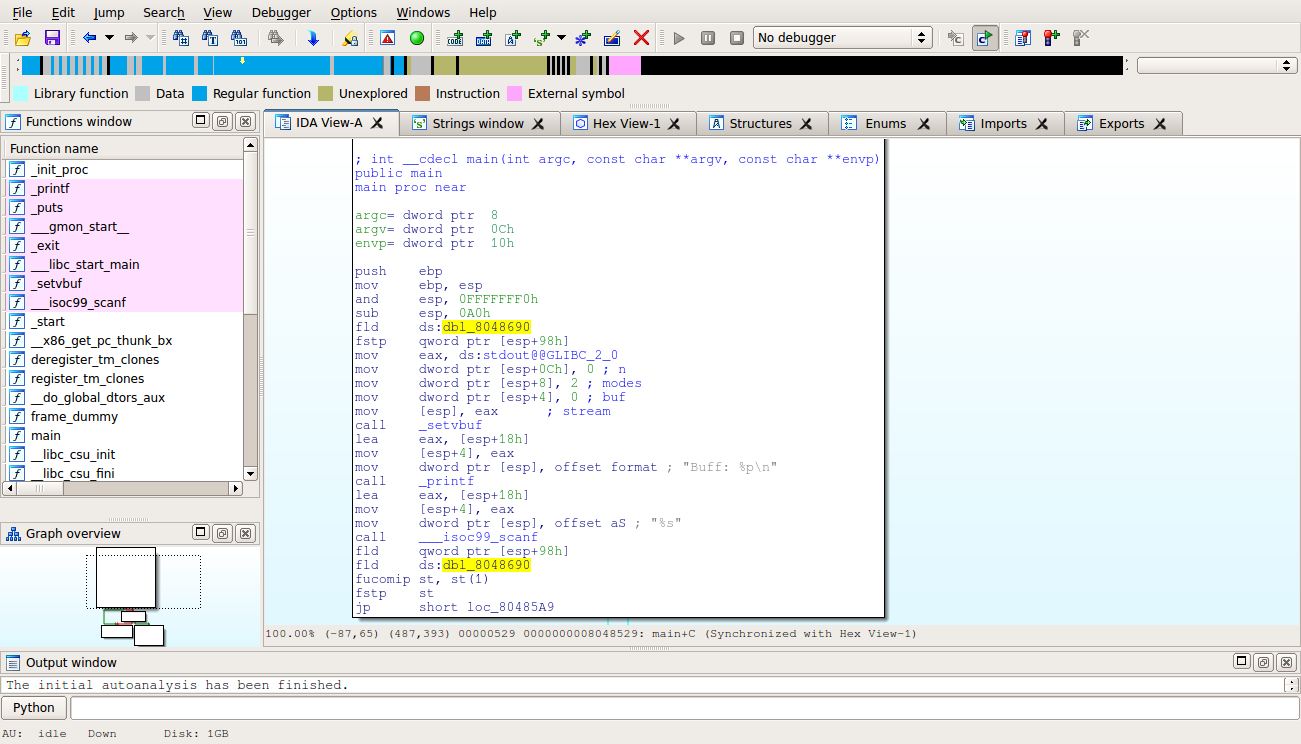 File Edit Jump Search View Debugger Options Windows Help
No debugger
Library function Data Regular function Unexplored Instruction External symbol
Functions window
IDA View-A Strings window Hex View-1 Structures Enums Imports Exports
Function name
_init_proc
_printf
_puts
___gmon_start__
_exit
___libc_start_main
_setvbuf
___isoc99_scanf
_start
__x86_get_pc_thunk_bx
deregister_tm_clones
register_tm_clones
__do_global_dtors_aux
frame_dummy
main
__libc_csu_init
__libc_csu_fini
Graph overview
; int __cdecl main(int argc, const char **argv, const char **envp)
public main
main proc near
argc= dword ptr  8
argv= dword ptr  0Ch
envp= dword ptr  10h
push    ebp
mov     ebp, esp
and     esp, 0FFFFFFF0h
sub     esp, 0A0h
fld     ds:dbl_8048690
fstp    qword ptr [esp+98h]
mov     eax, ds:stdout@@GLIBC_2_0
mov     dword ptr [esp+0Ch], 0 ; n
mov     dword ptr [esp+8], 2 ; modes
mov     dword ptr [esp+4], 0 ; buf
mov     [esp], eax      ; stream
call    _setvbuf
lea     eax, [esp+18h]
mov     [esp+4], eax
mov     dword ptr [esp], offset format ; "Buff: %p\n"
call    _printf
lea     eax, [esp+18h]
mov     [esp+4], eax
mov     dword ptr [esp], offset aS ; "%s"
call    ___isoc99_scanf
fld     qword ptr [esp+98h]
fld     ds:dbl_8048690
fucomip st, st(1)
fstp    st
jp      short loc_80485A9
100.00% (-87,65) (487,393) 00000529 0000000008048529: main+C (Synchronized with Hex View-1)
Output window
The initial autoanalysis has been finished.
Python
AU: idle Down Disk: 1GB